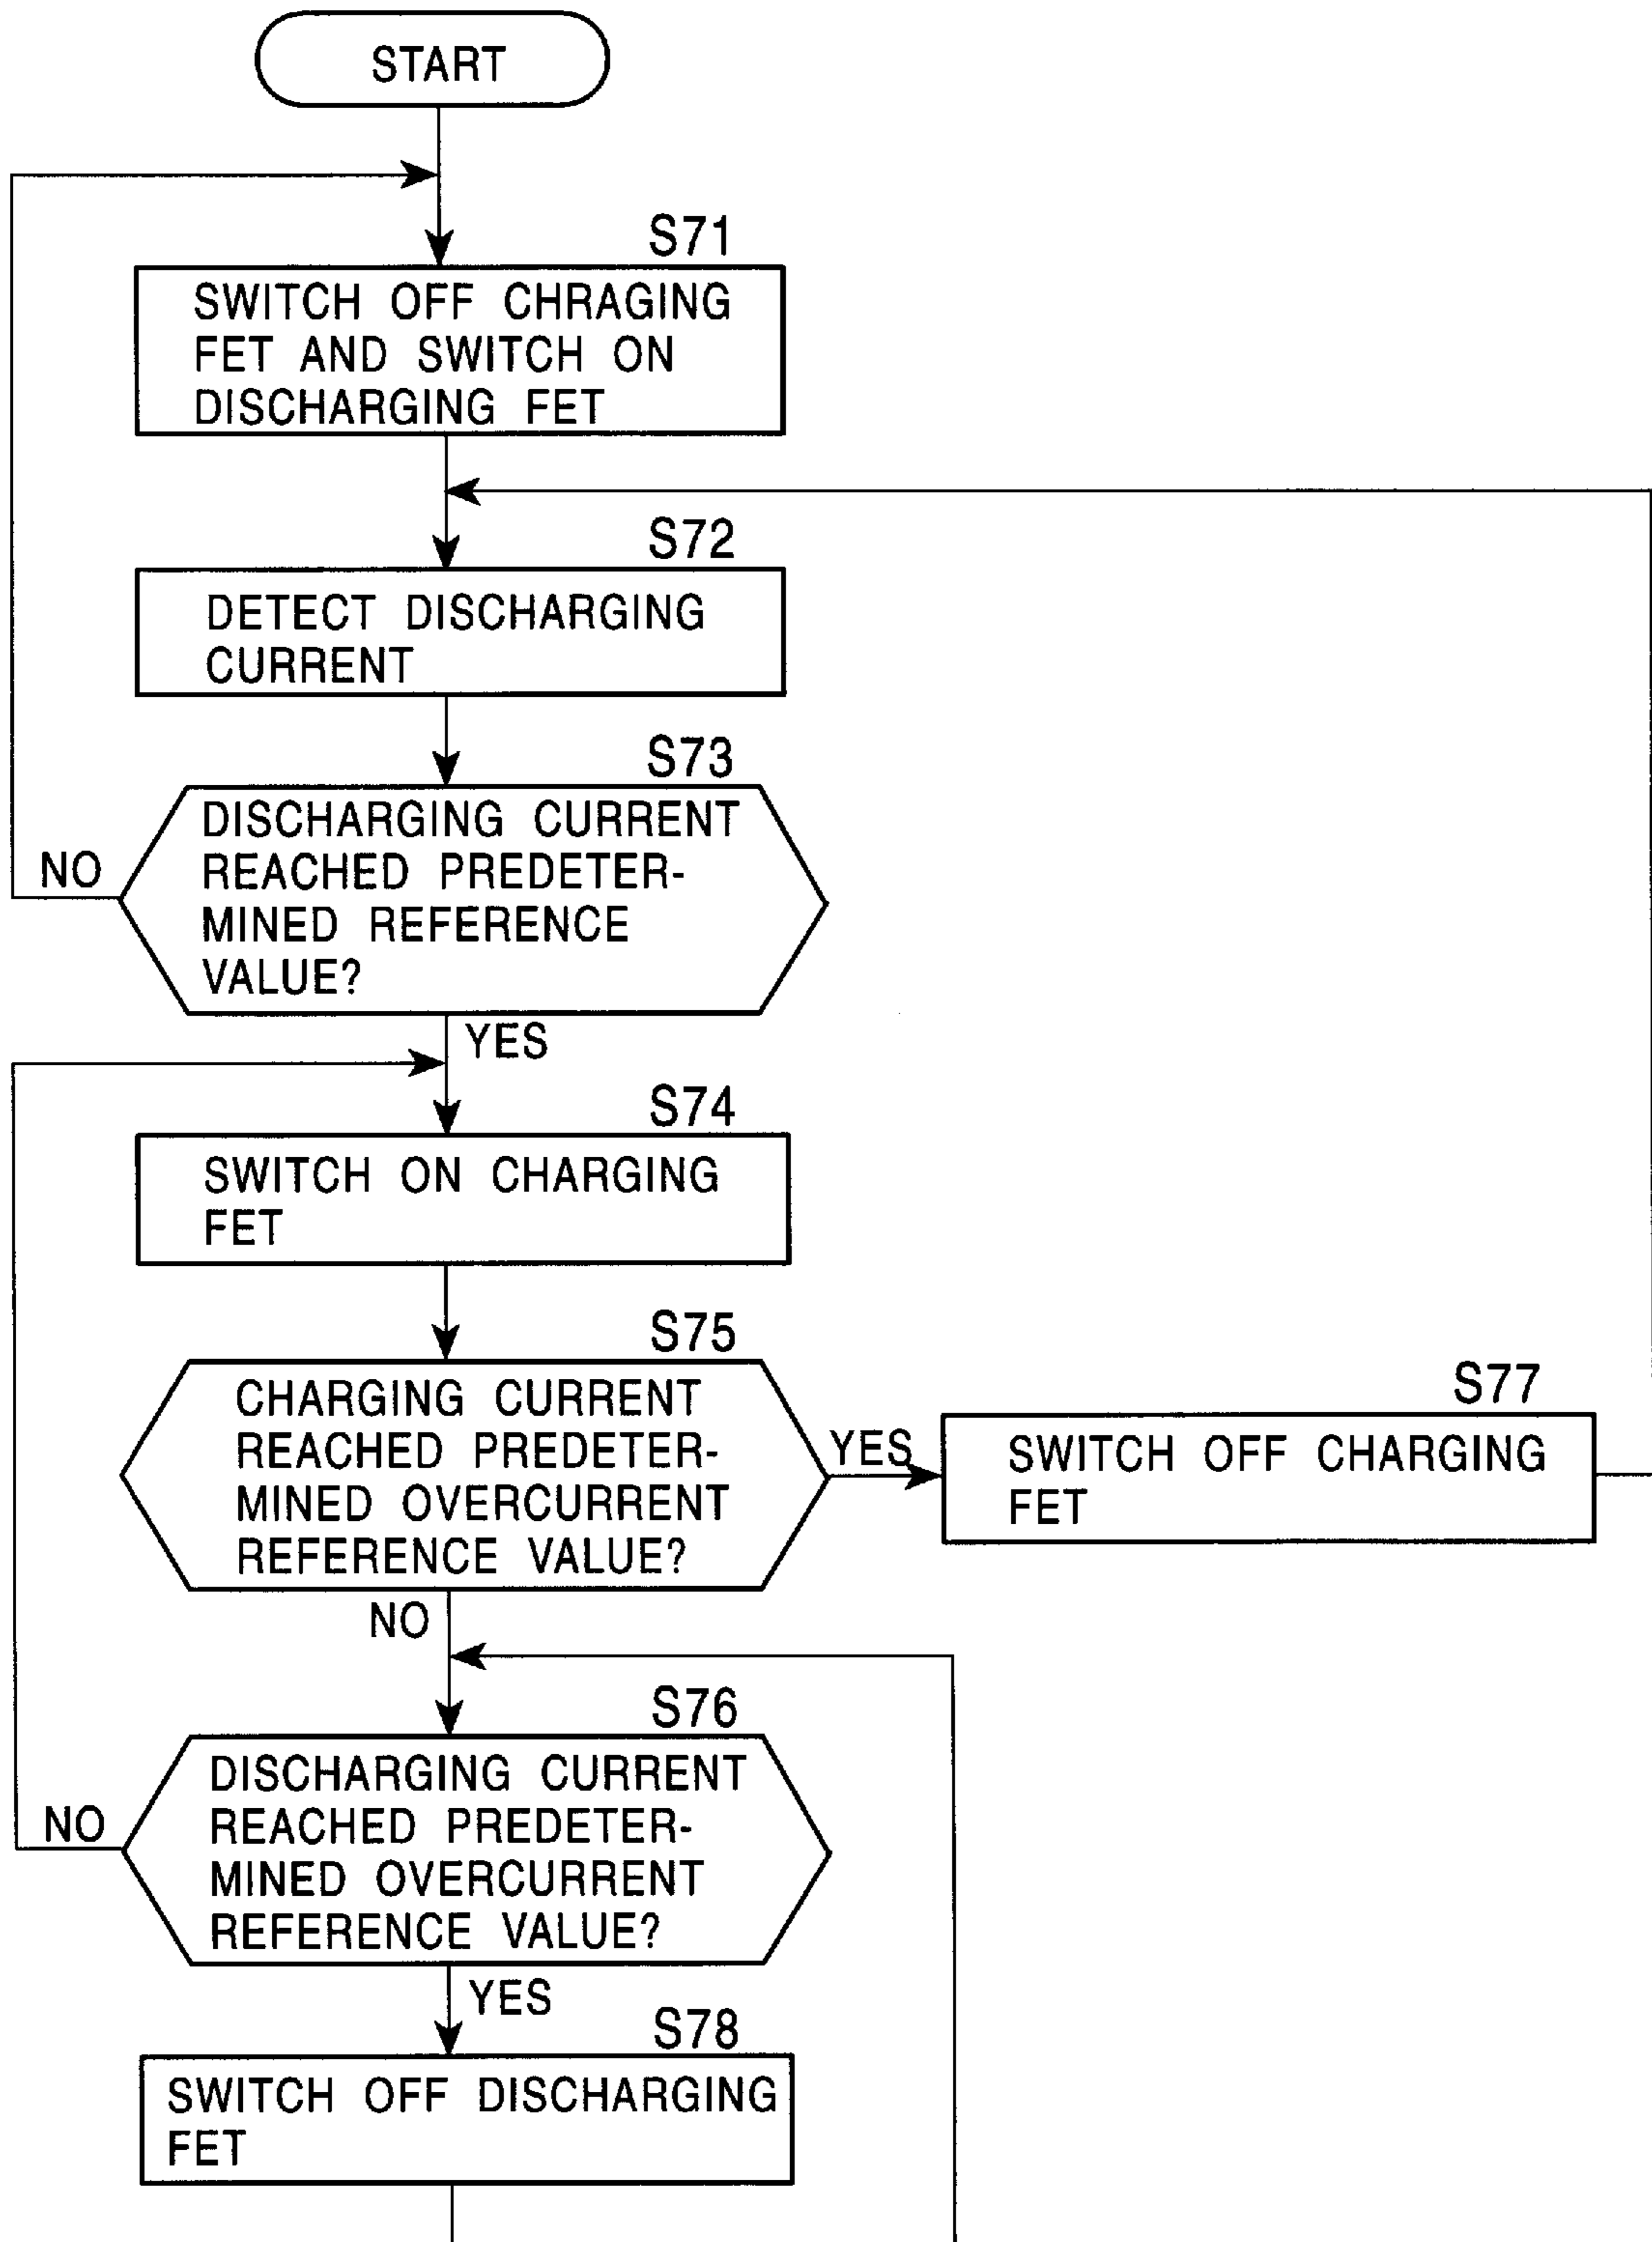 START
S71
SWITCH OFF CHRAGING
FET AND SWITCH ON
DISCHARGING FET
S72
DETECT DISCHARGING
CURRENT
S73
DISCHARGING CURRENT
REACHED PREDETER-
MINED REFERENCE
VALUE?
NO
YES
S74
SWITCH ON CHARGING
FET
S75
CHARGING CURRENT
REACHED PREDETER-
MINED OVERCURRENT
REFERENCE VALUE?
YES
S77
SWITCH OFF CHARGING
FET
NO
S76
DISCHARGING CURRENT
REACHED PREDETER-
MINED OVERCURRENT
REFERENCE VALUE?
NO
YES
S78
SWITCH OFF DISCHARGING
FET